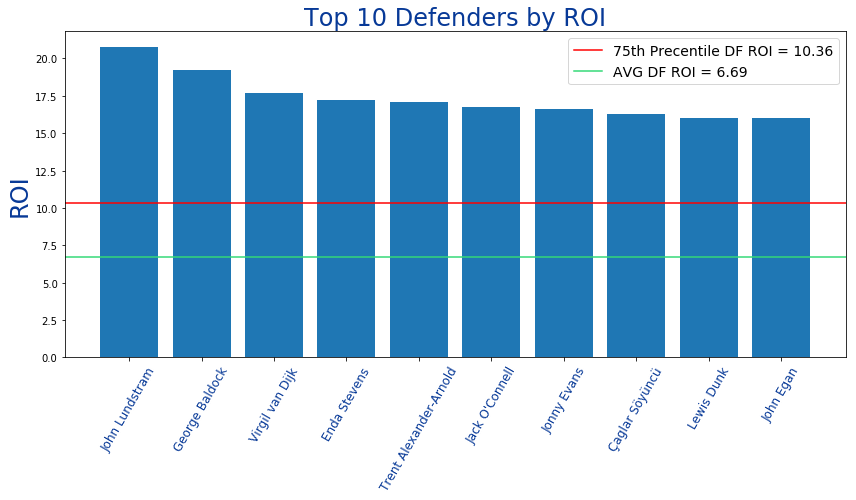 Top 10 Defenders by ROI
75th Precentile DF ROI = 10.36
AVG DF ROI = 6.69
ROI
20.0
17.5
15.0
12.5
10.0
7.5
5.0
2.5
0.0
John Lundstram
George Baldock
Virgil van Dijk
Enda Stevens
Trent Alexander-Arnold
Jack O'Connell
Jonny Evans
Çaglar Söyüncü
Lewis Dunk
John Egan